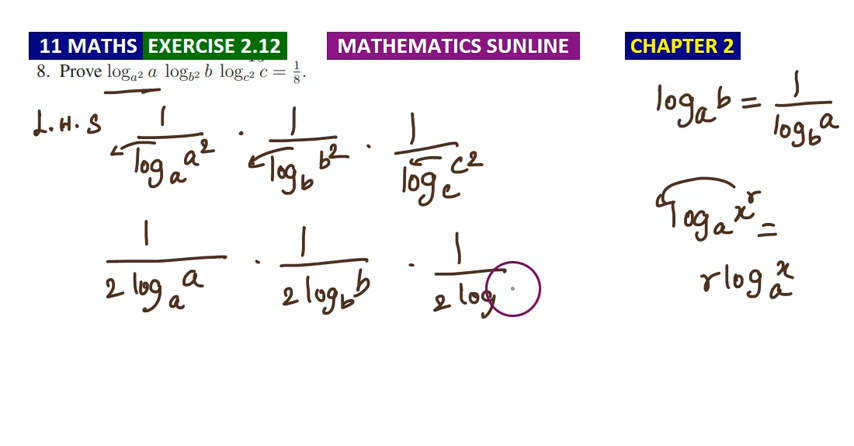 11 MATHS EXERCISE 2.12 MATHEMATICS SUNLINE CHAPTER 2
8. Prove log_{a²} a log_{b²} b log_{c²} c = 1/8.
L.H.S 1/(log_a a²) · 1/(log_b b²) · 1/(log_c c²)
1/(2 log_a a) · 1/(2 log_b b) · 1/(2 log
log_a b = 1/(log_b a)
log_a x^r =
r log_a x